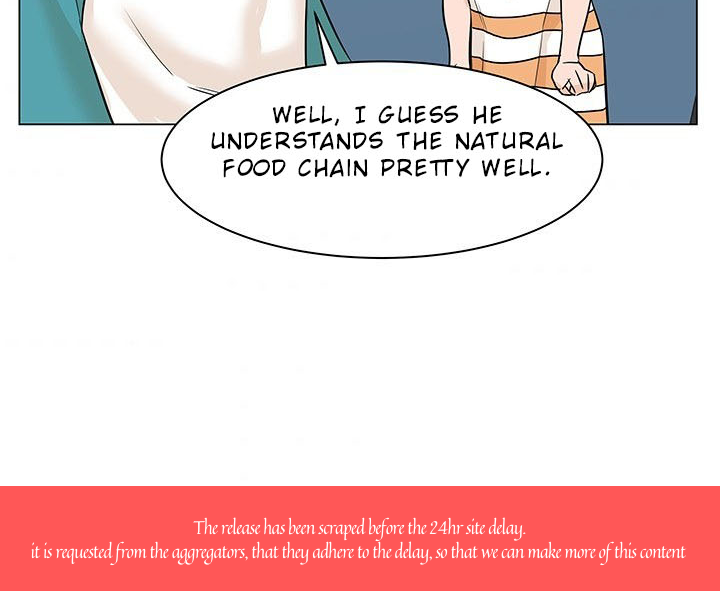 WELL, I GUESS HE
UNDERSTANDS THE NATURAL
FOOD CHAIN PRETTY WELL.
The release has been scraped before the 24hr site delay.
it is requested from the aggregators, that they adhere to the delay, so that we can make more of this content